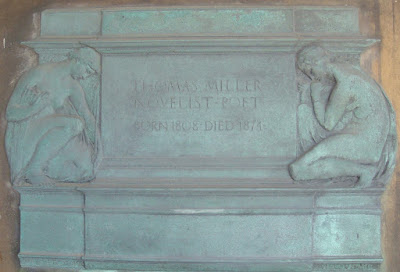 THOMAS MILLER
NOVELIST-POET
BORN 1808 DIED 1874